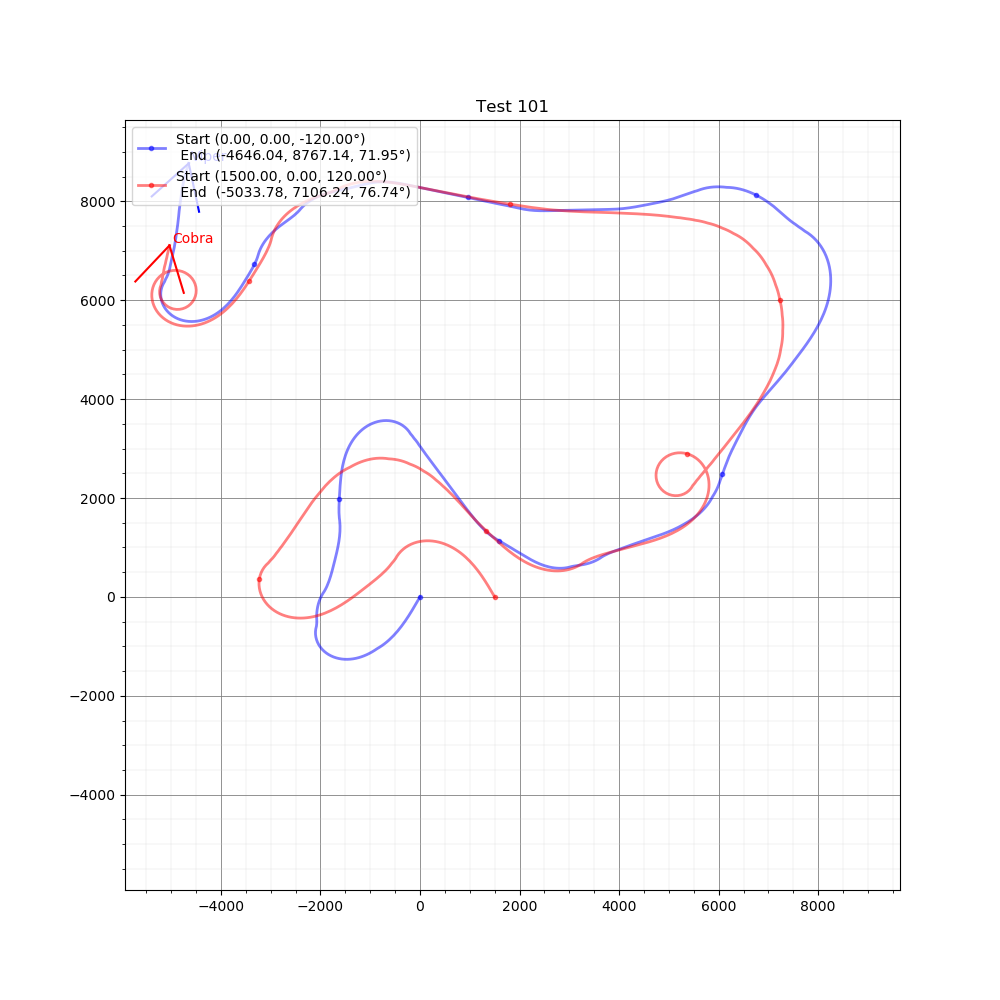 Test 101
Start (0.00, 0.00, -120.00°)
End (-4646.04, 8767.14, 71.95°)
Start (1500.00, 0.00, 120.00°)
End (-5033.78, 7106.24, 76.74°)
Cobra
8000
6000
4000
2000
0
−2000
−4000
−4000 −2000 0 2000 4000 6000 8000